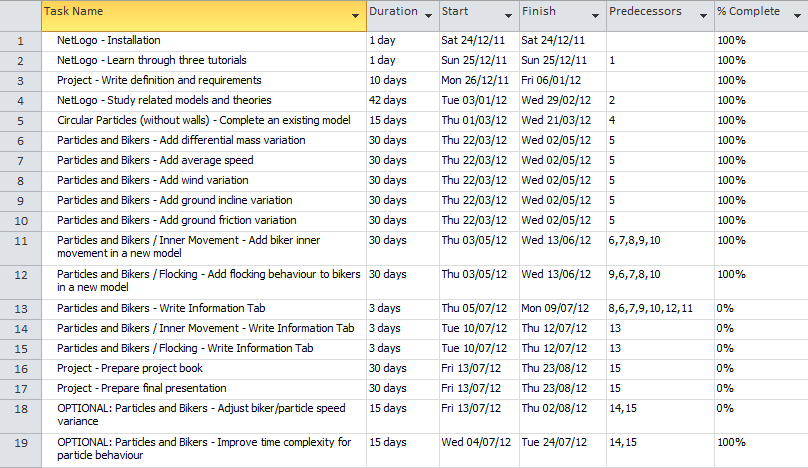 Task Name Duration Start Finish Predecessors % Complete
1 NetLogo - Installation 1 day Sat 24/12/11 Sat 24/12/11 100%
2 NetLogo - Learn through three tutorials 1 day Sun 25/12/11 Sun 25/12/11 1 100%
3 Project - Write definition and requirements 10 days Mon 26/12/11 Fri 06/01/12 100%
4 NetLogo - Study related models and theories 42 days Tue 03/01/12 Wed 29/02/12 2 100%
5 Circular Particles (without walls) - Complete an existing model 15 days Thu 01/03/12 Wed 21/03/12 4 100%
6 Particles and Bikers - Add differential mass variation 30 days Thu 22/03/12 Wed 02/05/12 5 100%
7 Particles and Bikers - Add average speed 30 days Thu 22/03/12 Wed 02/05/12 5 100%
8 Particles and Bikers - Add wind variation 30 days Thu 22/03/12 Wed 02/05/12 5 100%
9 Particles and Bikers - Add ground incline variation 30 days Thu 22/03/12 Wed 02/05/12 5 100%
10 Particles and Bikers - Add ground friction variation 30 days Thu 22/03/12 Wed 02/05/12 5 100%
11 Particles and Bikers / Inner Movement - Add biker inner 30 days Thu 03/05/12 Wed 13/06/12 6,7,8,9,10 100%
movement in a new model
12 Particles and Bikers / Flocking - Add flocking behaviour to bikers 30 days Thu 03/05/12 Wed 13/06/12 9,6,7,8,10 100%
in a new model
13 Particles and Bikers - Write Information Tab 3 days Thu 05/07/12 Mon 09/07/12 8,6,7,9,10,12,11 0%
14 Particles and Bikers / Inner Movement - Write Information Tab 3 days Tue 10/07/12 Thu 12/07/12 13 0%
15 Particles and Bikers / Flocking - Write Information Tab 3 days Tue 10/07/12 Thu 12/07/12 13 0%
16 Project - Prepare project book 30 days Fri 13/07/12 Thu 23/08/12 15 0%
17 Project - Prepare final presentation 30 days Fri 13/07/12 Thu 23/08/12 15 0%
18 OPTIONAL: Particles and Bikers - Adjust biker/particle speed 15 days Fri 13/07/12 Thu 02/08/12 14,15 0%
variance
19 OPTIONAL: Particles and Bikers - Improve time complexity for 15 days Wed 04/07/12 Tue 24/07/12 14,15 100%
particle behaviour